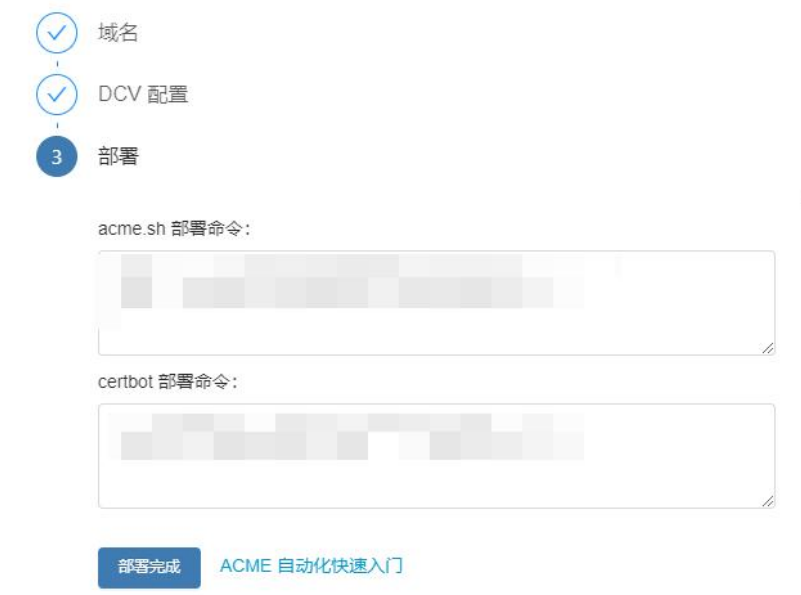 域名
DCV 配置
3 部署
acme.sh 部署命令：
certbot 部署命令：
部署完成 ACME 自动化快速入门